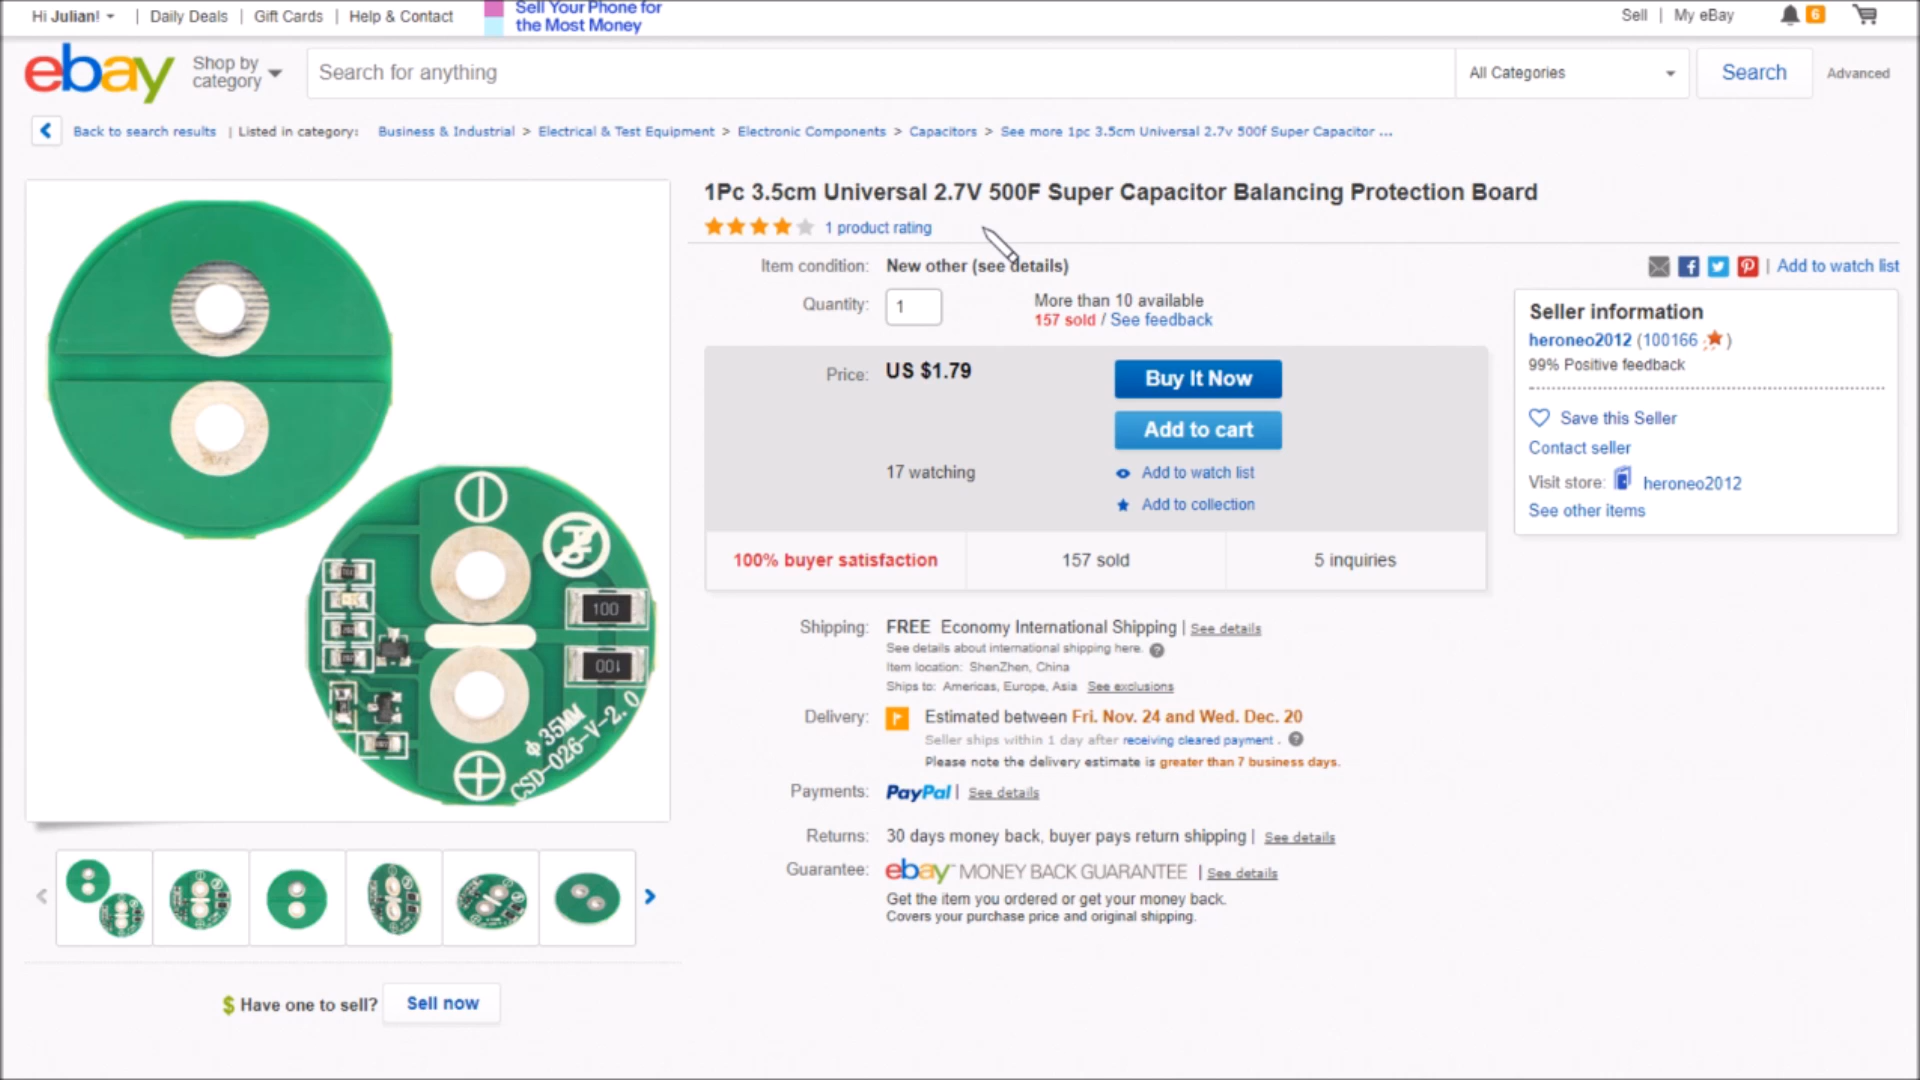 Hi Julian!
Daily Deals | Gift Cards | Help & Contact
Sell Your Phone for
the Most Money
Sell | My eBay
6
ebay
Shop by
category
Search for anything
All Categories
Search
Advanced
Back to search results | Listed in category: Business & Industrial > Electrical & Test Equipment > Electronic Components > Capacitors > See more 1pc 3.5cm Universal 2.7v 500f Super Capacitor ...
1Pc 3.5cm Universal 2.7V 500F Super Capacitor Balancing Protection Board
1 product rating
Item condition: New other (see details)
Quantity: 1
More than 10 available
157 sold / See feedback
Price: US $1.79
Buy It Now
Add to cart
17 watching
Add to watch list
Add to collection
100% buyer satisfaction
157 sold
5 inquiries
Shipping: FREE Economy International Shipping | See details
See details about international shipping here.
Item location: ShenZhen, China
Ships to: Americas, Europe, Asia See exclusions
Delivery: Estimated between Fri. Nov. 24 and Wed. Dec. 20
Seller ships within 1 day after receiving cleared payment .
Please note the delivery estimate is greater than 7 business days.
Payments: PayPal | See details
Returns: 30 days money back, buyer pays return shipping | See details
Guarantee: ebay MONEY BACK GUARANTEE | See details
Get the item you ordered or get your money back.
Covers your purchase price and original shipping.
| Add to watch list
Seller information
heroneo2012 (100166 )
99% Positive feedback
Save this Seller
Contact seller
Visit store: heroneo2012
See other items
100
001
ϕ 35MM
CSD-026-V-2.0
$ Have one to sell? Sell now